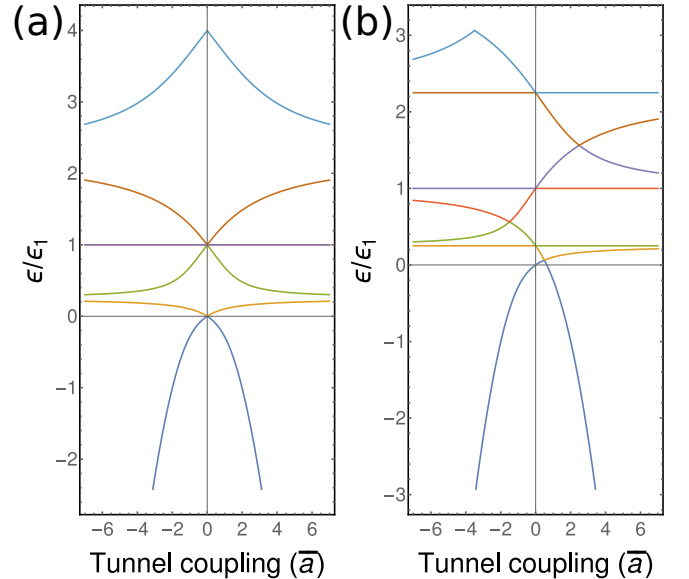 (a)
4
3
2
1
0
−1
−2
ϵ/ϵ1
−6 −4 −2 0 2 4 6
Tunnel coupling (a̅)
(b)
3
2
1
0
−1
−2
−3
ϵ/ϵ1
−6 −4 −2 0 2 4 6
Tunnel coupling (a̅)